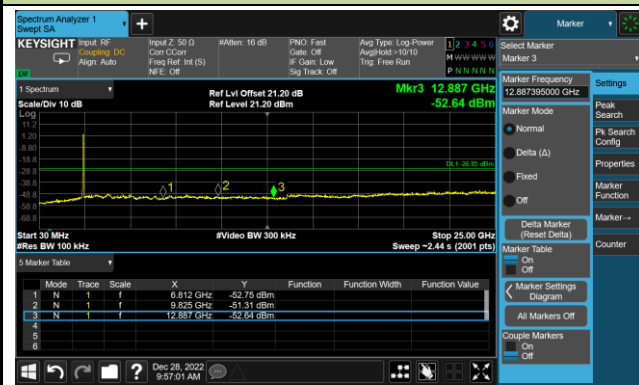 Spectrum Analyzer 1
Swept SA
+
Marker
KEYSIGHT
Input: RF
Coupling: DC
Align: Auto
Input Z: 50 Ω
Corr CCorr
Freq Ref: Int (S)
NFE: Off
#Atten: 16 dB
PNO: Fast
Gate: Off
IF Gain: Low
Sig Track: Off
Avg Type: Log-Power
Avg|Hold:>10/10
Trig: Free Run
1 2 3 4 5 6
M W W W W W
P N N N N N
LXI
Select Marker
Marker 3
1 Spectrum
Scale/Div 10 dB
Ref Lvl Offset 21.20 dB
Ref Level 21.20 dBm
Mkr3 12.887 GHz
-52.64 dBm
Log
11.2
1.20
-8.80
-18.8
-28.8
-38.8
-48.8
-58.8
-68.8
DL1 -26.85 dBm
1
2
3
Start 30 MHz
#Video BW 300 kHz
Stop 25.00 GHz
#Res BW 100 kHz
Sweep ~2.44 s (2001 pts)
5 Marker Table
Mode Trace Scale X Y Function Function Width Function Value
1 N 1 f 6.812 GHz -52.75 dBm
2 N 1 f 9.825 GHz -51.31 dBm
3 N 1 f 12.887 GHz -52.64 dBm
4
5
6
Marker Frequency
12.887395000 GHz
Marker Mode
Normal
Delta (Δ)
Fixed
Off
Delta Marker
(Reset Delta)
Marker Table
On
Off
Marker Settings
Diagram
All Markers Off
Couple Markers
On
Off
Settings
Peak
Search
Pk Search
Config
Properties
Marker
Function
Marker→
Counter
?
Dec 28, 2022
9:57:01 AM